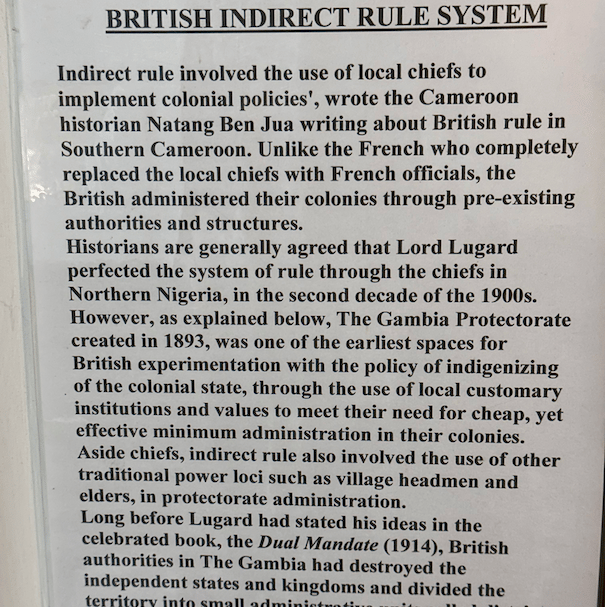 BRITISH INDIRECT RULE SYSTEM
Indirect rule involved the use of local chiefs to
implement colonial policies', wrote the Cameroon
historian Natang Ben Jua writing about British rule in
Southern Cameroon. Unlike the French who completely
replaced the local chiefs with French officials, the
British administered their colonies through pre-existing
authorities and structures.
Historians are generally agreed that Lord Lugard
perfected the system of rule through the chiefs in
Northern Nigeria, in the second decade of the 1900s.
However, as explained below, The Gambia Protectorate
created in 1893, was one of the earliest spaces for
British experimentation with the policy of indigenizing
of the colonial state, through the use of local customary
institutions and values to meet their need for cheap, yet
effective minimum administration in their colonies.
Aside chiefs, indirect rule also involved the use of other
traditional power loci such as village headmen and
elders, in protectorate administration.
Long before Lugard had stated his ideas in the
celebrated book, the Dual Mandate (1914), British
authorities in The Gambia had destroyed the
independent states and kingdoms and divided the
territory into small administrative